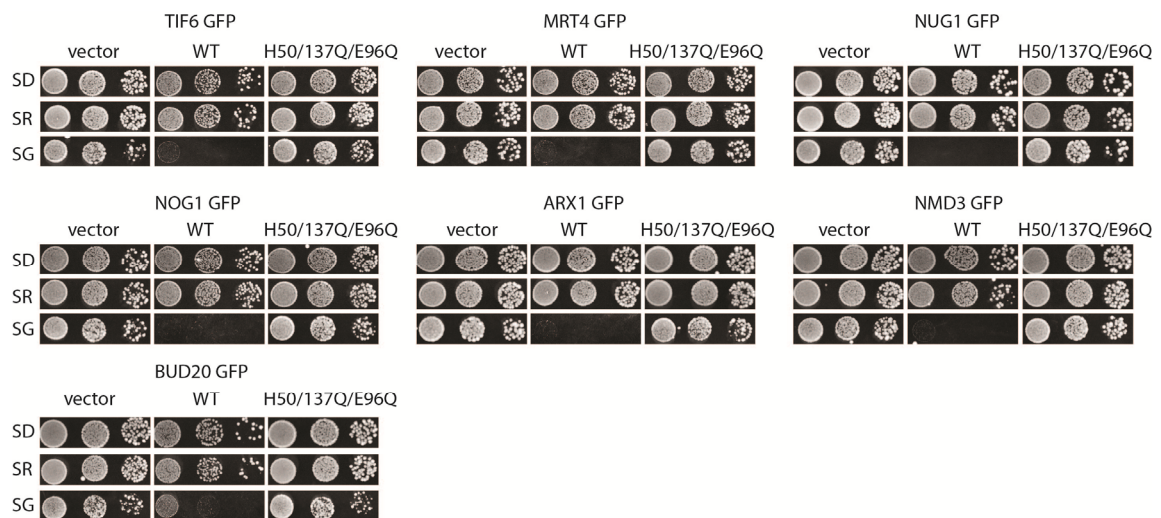 TIF6 GFP MRT4 GFP NUG1 GFP
vector WT H50/137Q/E96Q vector WT H50/137Q/E96Q vector WT H50/137Q/E96Q
SD
SR
SG
NOG1 GFP ARX1 GFP NMD3 GFP
vector WT H50/137Q/E96Q vector WT H50/137Q/E96Q vector WT H50/137Q/E96Q
SD
SR
SG
BUD20 GFP
vector WT H50/137Q/E96Q
SD
SR
SG